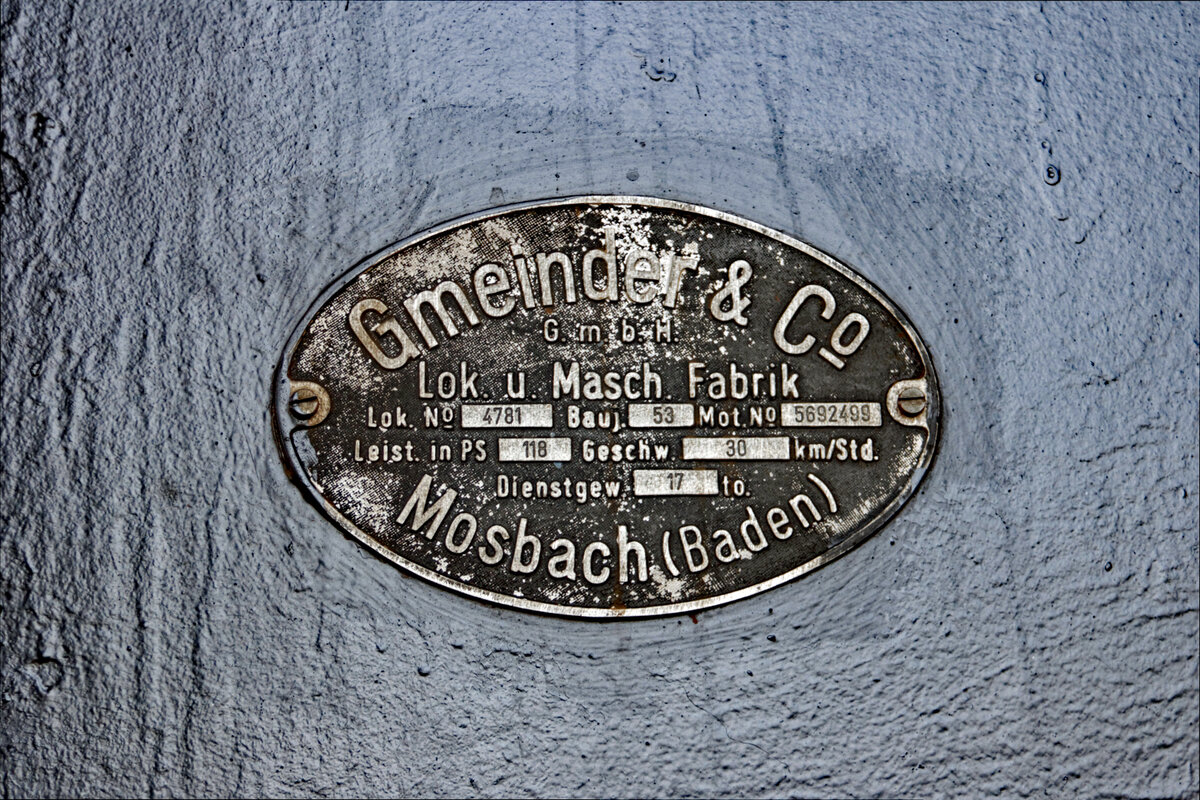 Gmeinder & Co
G. m. b. H.
Lok. u. Masch. Fabrik
Lok. No 4781 Bauj. 53 Mot. No 5692499
Leist. in PS 118 Geschw. 30 km/Std.
Dienstgew. 17 to.
Mosbach (Baden)